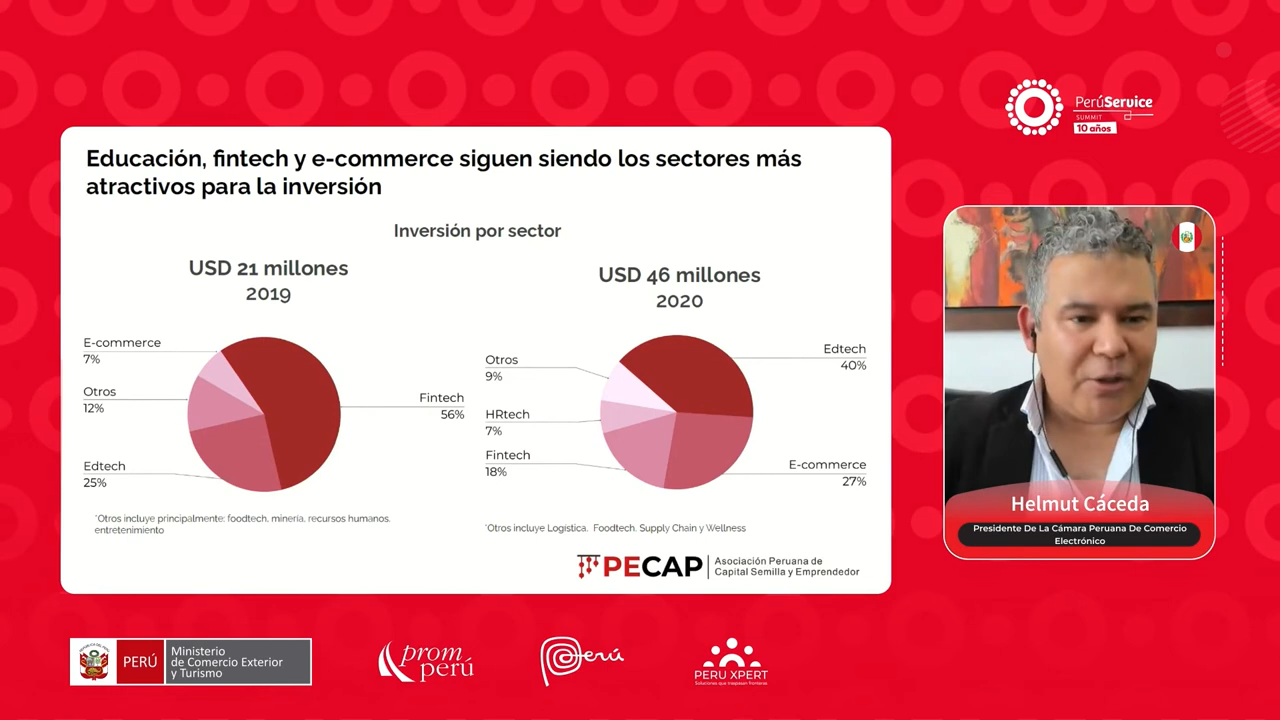 Educación, fintech y e-commerce siguen siendo los sectores más
atractivos para la inversión
Inversión por sector
USD 21 millones
2019
E-commerce
7%
Otros
12%
Edtech
25%
Fintech
56%
*Otros incluye principalmente: foodtech, minería, recursos humanos,
entretenimiento
USD 46 millones
2020
Otros
9%
HRtech
7%
Fintech
18%
Edtech
40%
E-commerce
27%
*Otros incluye Logística, Foodtech, Supply Chain y Wellness
PECAP
Asociación Peruana de
Capital Semilla y Emprendedor
PerúService
SUMMIT
10 años
Helmut Cáceda
Presidente De La Cámara Peruana De Comercio
Electrónico
PERÚ
Ministerio
de Comercio Exterior
y Turismo
prom
perú
Perú
PERU XPERT
Soluciones que traspasan fronteras